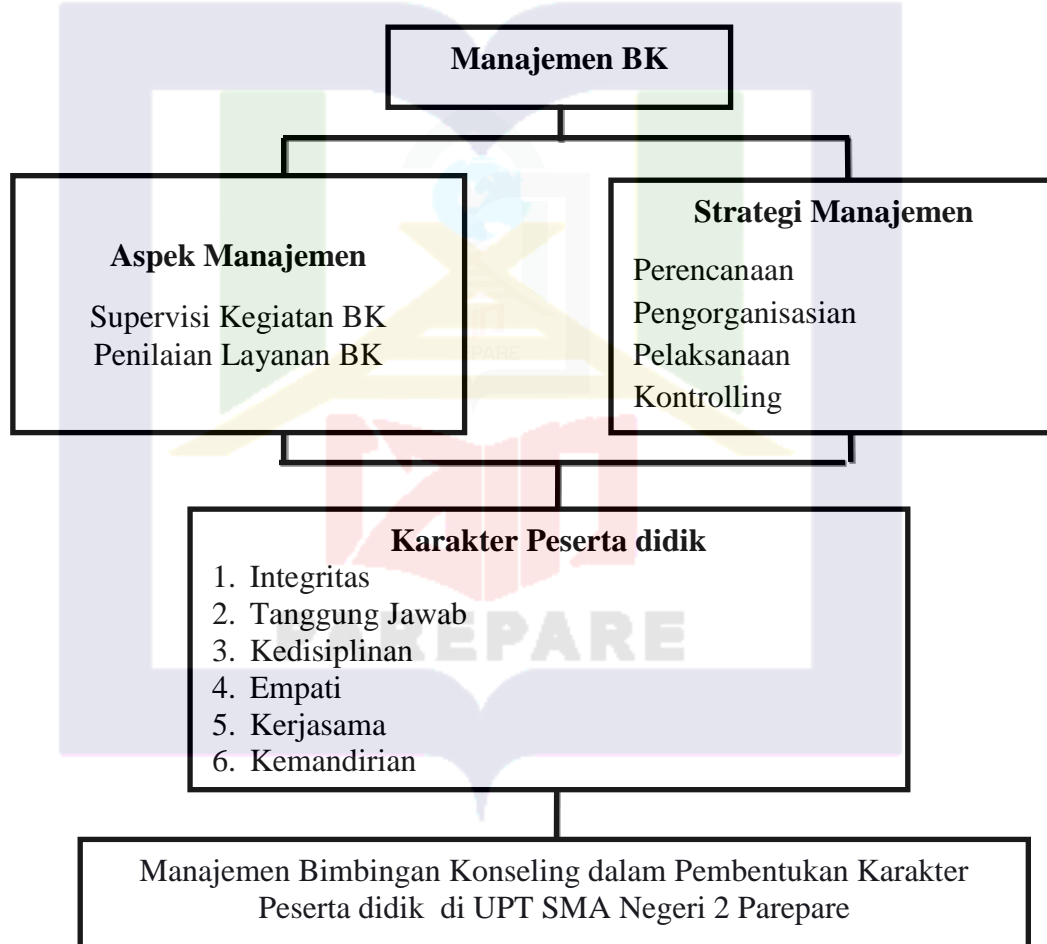 Manajemen BK
Aspek Manajemen
Supervisi Kegiatan BK
Penilaian Layanan BK
Strategi Manajemen
Perencanaan
Pengorganisasian
Pelaksanaan
Kontrolling
PAREPARE
Karakter Peserta didik
1. Integritas
2. Tanggung Jawab
3. Kedisiplinan
4. Empati
5. Kerjasama
6. Kemandirian
PAREPARE
Manajemen Bimbingan Konseling dalam Pembentukan Karakter
Peserta didik di UPT SMA Negeri 2 Parepare